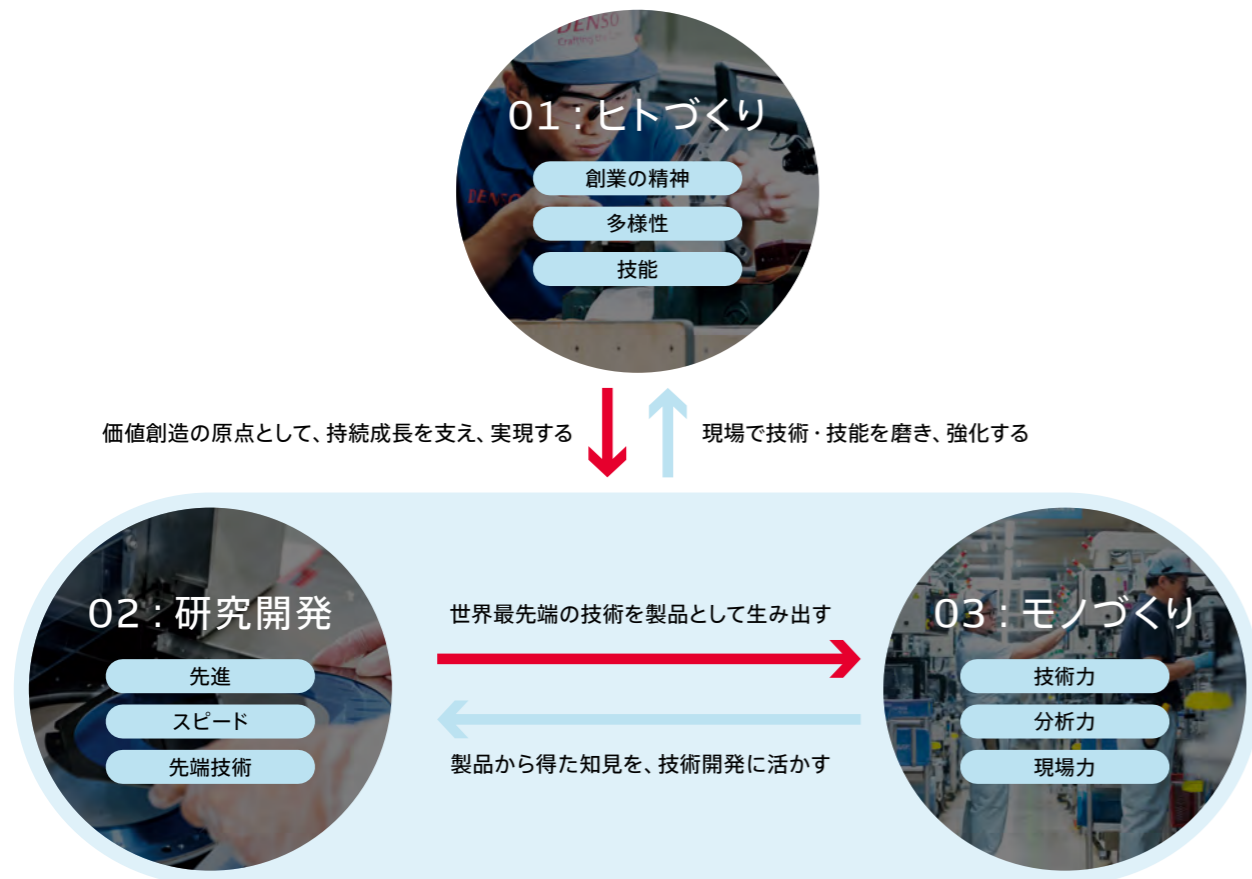 DENSO
Crafting the Core
DENSO
01：ヒトづくり
創業の精神
多様性
技能
価値創造の原点として、持続成長を支え、実現する
現場で技術・技能を磨き、強化する
02：研究開発
先進
スピード
先端技術
世界最先端の技術を製品として生み出す
製品から得た知見を、技術開発に活かす
03：モノづくり
技術力
分析力
現場力